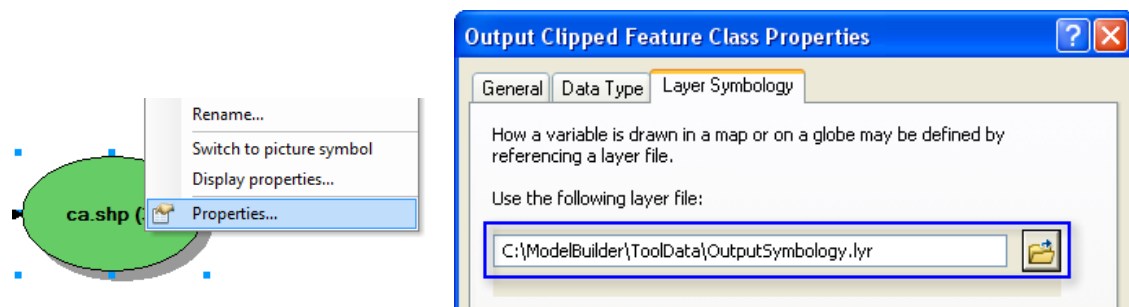 Rename...
Switch to picture symbol
Display properties...
Properties...
ca.shp (
Output Clipped Feature Class Properties
General Data Type Layer Symbology
How a variable is drawn in a map or on a globe may be defined by
referencing a layer file.
Use the following layer file:
C:\ModelBuilder\ToolData\OutputSymbology.lyr